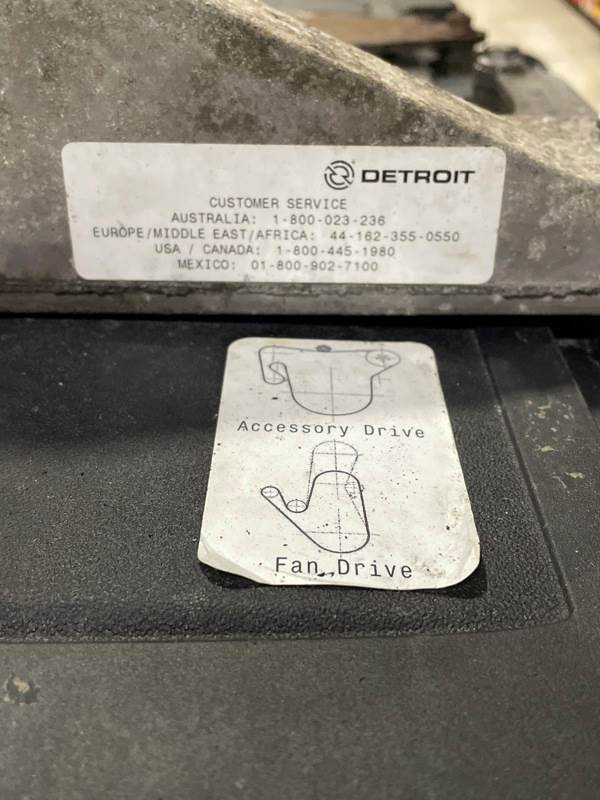 DETROIT
CUSTOMER SERVICE
AUSTRALIA: 1-800-023-236
EUROPE/MIDDLE EAST/AFRICA: 44-162-355-0550
USA / CANADA: 1-800-445-1980
MEXICO: 01-800-902-7100
Accessory Drive
Fan Drive